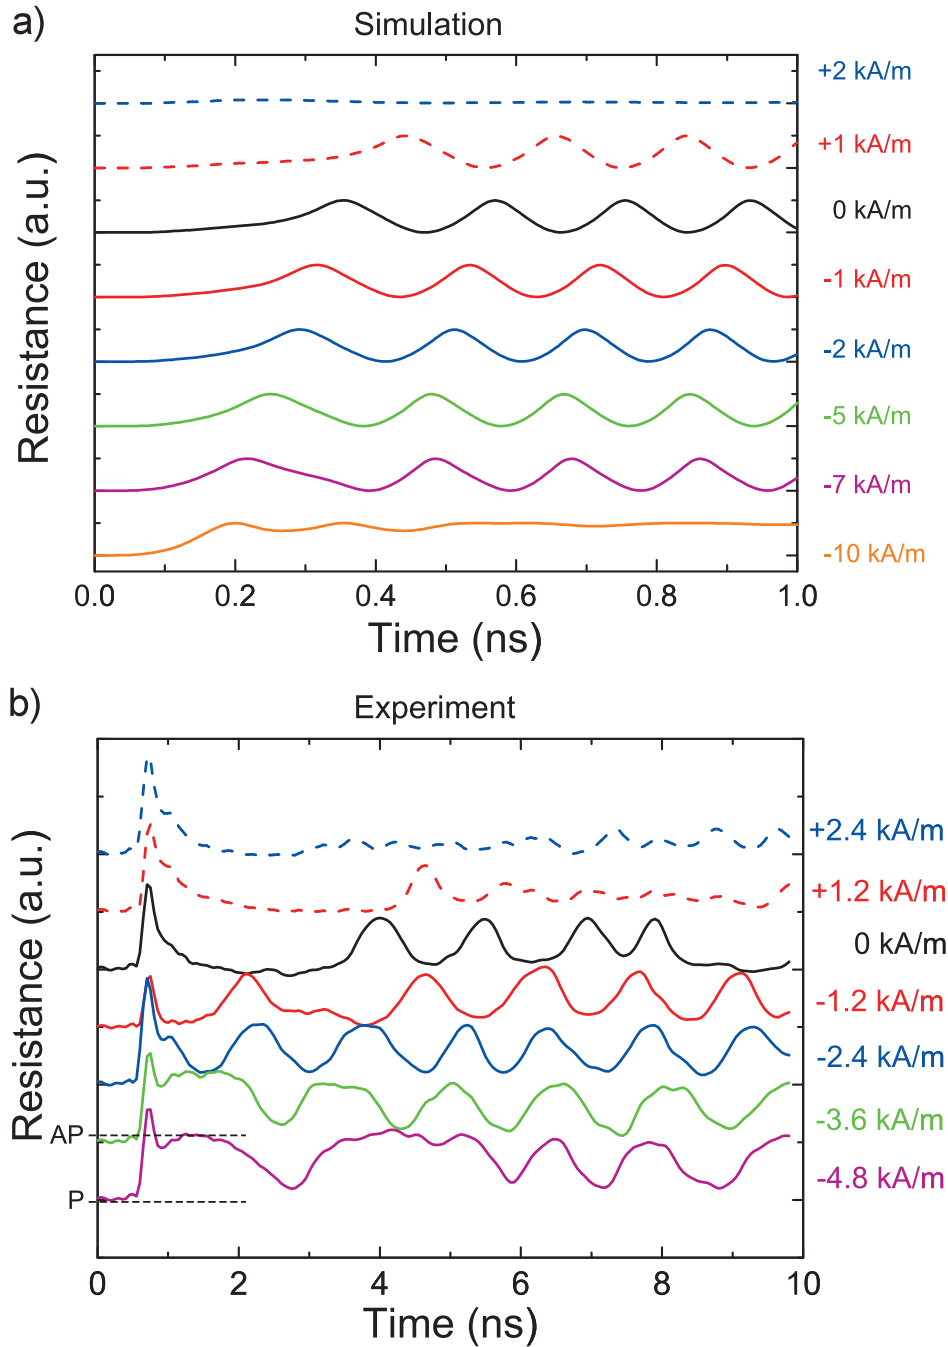 a)
Simulation
Resistance (a.u.)
+2 kA/m
+1 kA/m
0 kA/m
-1 kA/m
-2 kA/m
-5 kA/m
-7 kA/m
-10 kA/m
0.0 0.2 0.4 0.6 0.8 1.0
Time (ns)
b)
Experiment
Resistance (a.u.)
+2.4 kA/m
+1.2 kA/m
0 kA/m
-1.2 kA/m
-2.4 kA/m
-3.6 kA/m
-4.8 kA/m
AP
P
0 2 4 6 8 10
Time (ns)